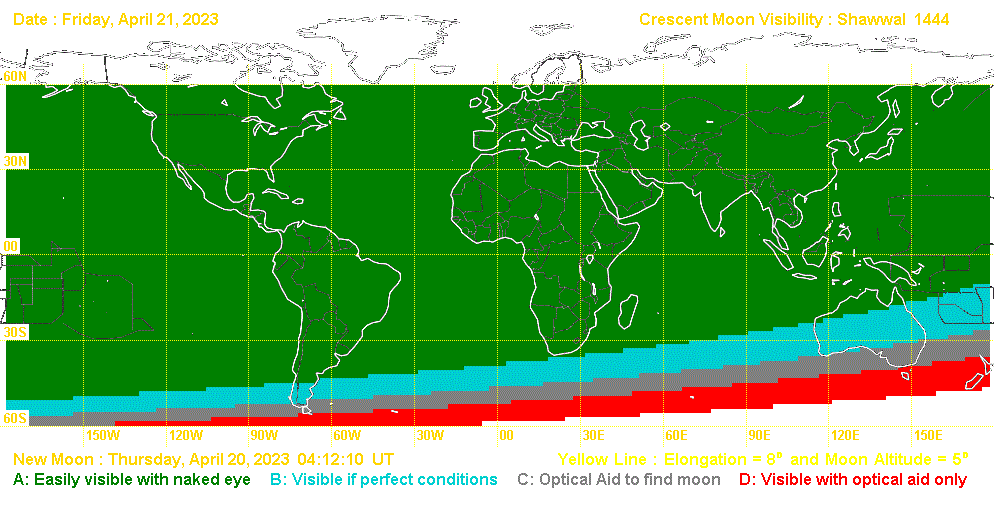 Date : Friday, April 21, 2023
Crescent Moon Visibility : Shawwal 1444
60N
30N
00
30S
60S
150W 120W 90W 60W 30W 00 30E 60E 90E 120E 150E
New Moon : Thursday, April 20, 2023 04:12:10 UT
Yellow Line : Elongation = 8° and Moon Altitude = 5°
A: Easily visible with naked eye B: Visible if perfect conditions C: Optical Aid to find moon D: Visible with optical aid only